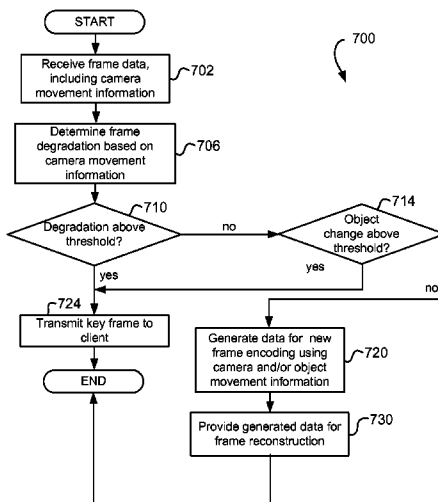 START
700
Receive frame data,
including camera
movement information
702
Determine frame
degradation based on
camera movement
information
706
710
Degradation above
threshold?
no
714
Object
change above
threshold?
yes
yes
no
724
Transmit key frame to
client
END
Generate data for new
frame encoding using
camera and/or object
movement information
720
Provide generated data for
frame reconstruction
730